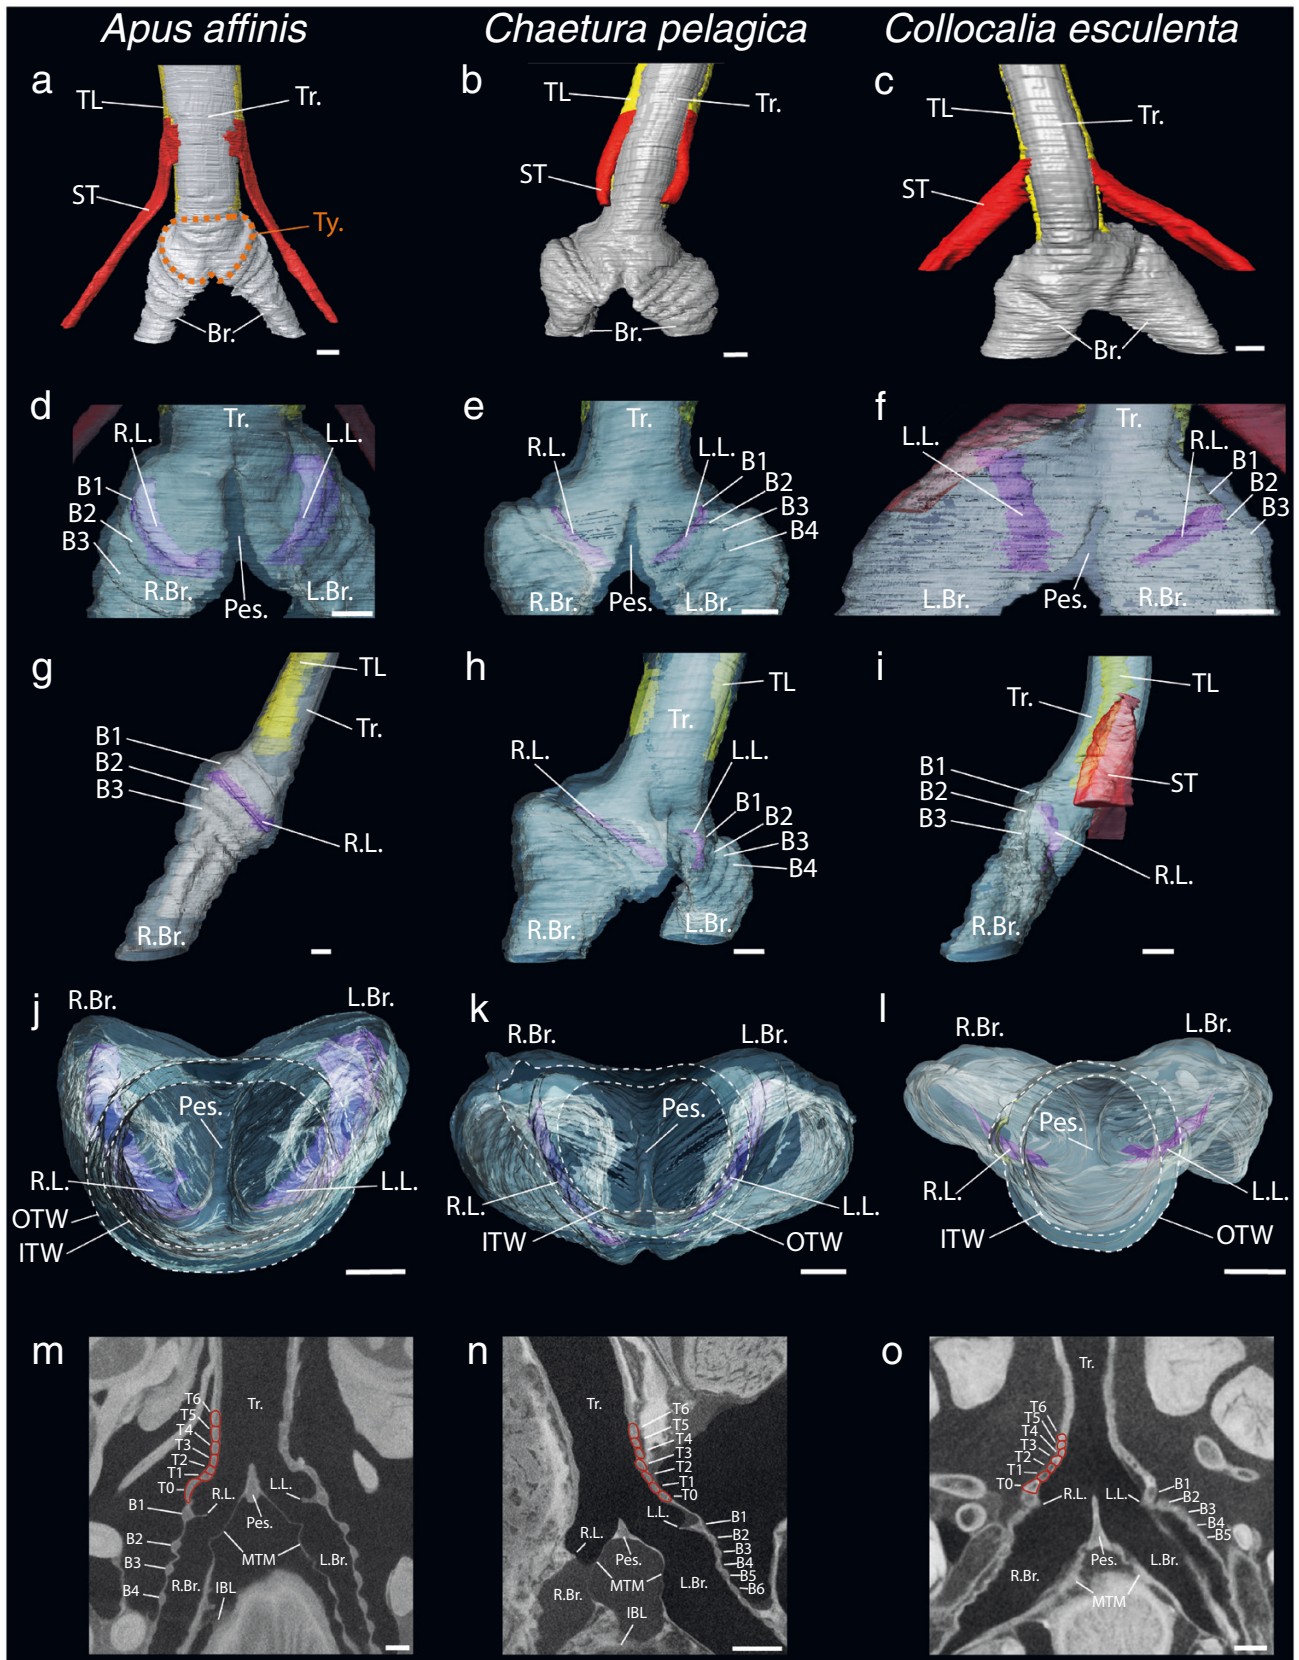 Apus affinis Chaetura pelagica Collocalia esculenta
a
TL
Tr.
ST
Ty.
Br.
b
TL
Tr.
ST
Br.
c
TL
Tr.
ST
Br.
d
Tr.
R.L.
L.L.
B1
B2
B3
R.Br.
L.Br.
Pes.
e
Tr.
R.L.
L.L.
B1
B2
B3
B4
R.Br.
Pes.
L.Br.
f
Tr.
L.L.
R.L.
B1
B2
B3
L.Br.
Pes.
R.Br.
g
TL
Tr.
B1
B2
B3
R.L.
R.Br.
h
TL
Tr.
R.L.
L.L.
B1
B2
B3
B4
R.Br.
L.Br.
i
TL
Tr.
ST
B1
B2
B3
R.L.
R.Br.
j
R.Br.
L.Br.
Pes.
R.L.
L.L.
OTW
ITW
k
R.Br.
L.Br.
Pes.
R.L.
L.L.
ITW
OTW
l
R.Br.
L.Br.
Pes.
R.L.
L.L.
ITW
OTW
m
Tr.
T6
T5
T4
T3
T2
T1
T0
R.L.
L.L.
B1
Pes.
B2
MTM
B3
L.Br.
B4
R.Br.
IBL
n
Tr.
T6
T5
T4
T3
T2
T1
T0
L.L.
R.L.
B1
B2
Pes.
B3
B4
MTM
L.Br.
B5
R.Br.
B6
IBL
o
Tr.
T6
T5
T4
T3
T2
T1
T0
R.L.
L.L.
B1
B2
B3
B4
B5
Pes.
R.Br.
L.Br.
MTM